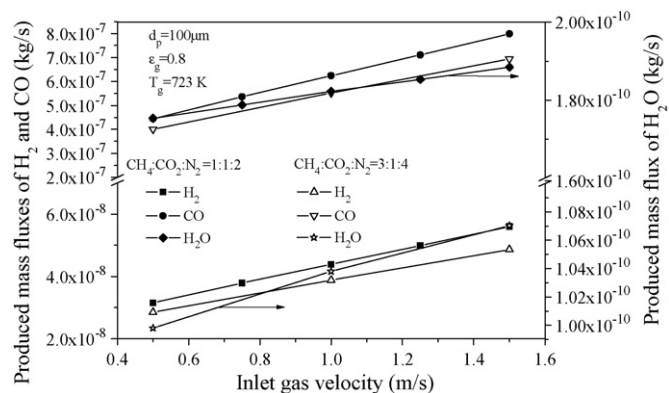 Produced mass fluxes of H₂ and CO (kg/s)
8.0x10⁻⁷
7.0x10⁻⁷
6.0x10⁻⁷
5.0x10⁻⁷
4.0x10⁻⁷
3.0x10⁻⁷
2.0x10⁻⁷
6.0x10⁻⁸
4.0x10⁻⁸
2.0x10⁻⁸
dₚ=100μm
ε_g=0.8
T_g=723 K
CH₄:CO₂:N₂=1:1:2
H₂
CO
H₂O
CH₄:CO₂:N₂=3:1:4
H₂
CO
H₂O
2.00x10⁻¹⁰
1.80x10⁻¹⁰
1.60x10⁻¹⁰
1.08x10⁻¹⁰
1.06x10⁻¹⁰
1.04x10⁻¹⁰
1.02x10⁻¹⁰
1.00x10⁻¹⁰
Produced mass flux of H₂O (kg/s)
0.4 0.6 0.8 1.0 1.2 1.4 1.6
Inlet gas velocity (m/s)